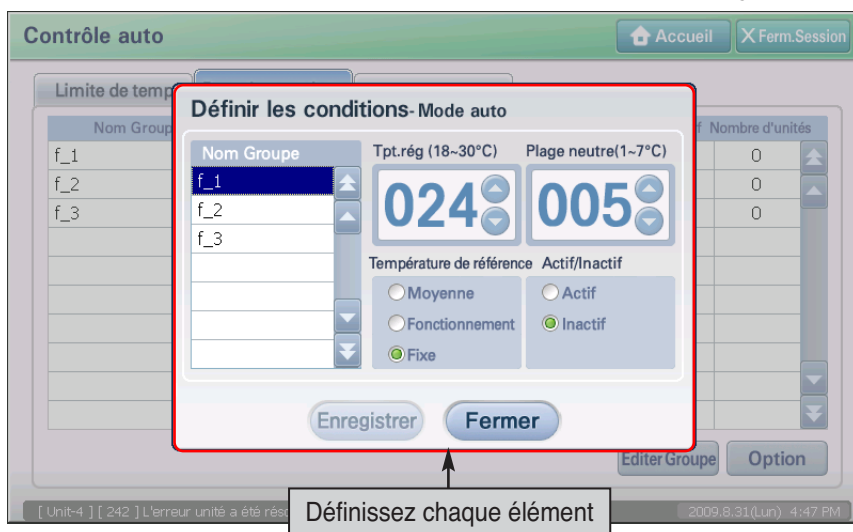 Contrôle auto
Accueil
X Ferm.Session
Limite de temp
Nom Group
f Nombre d'unités
f_1 0
f_2 0
f_3 0
Définir les conditions- Mode auto
Nom Groupe
f_1
f_2
f_3
Tpt.rég (18~30°C)
Plage neutre(1~7°C)
024
005
Température de référence
Actif/Inactif
Moyenne
Fonctionnement
Fixe
Actif
Inactif
Enregistrer
Fermer
Editer Groupe
Option
Définissez chaque élément
[ Unit-4 ] [ 242 ] L'erreur unité a été réso
2009.8.31(Lun) 4:47 PM